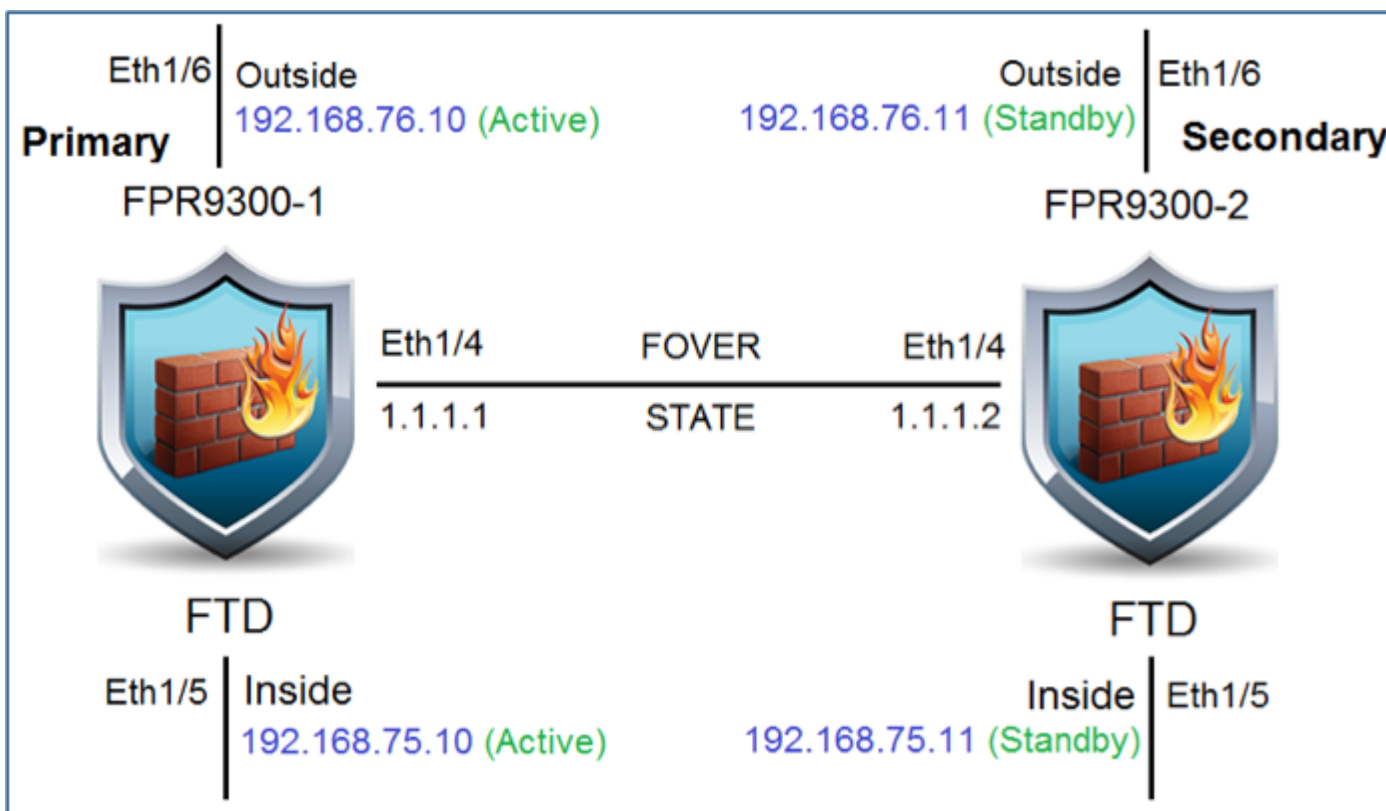 Eth1/6
Outside
192.168.76.10 (Active)
Primary
FPR9300-1
Outside
Eth1/6
192.168.76.11 (Standby)
Secondary
FPR9300-2
Eth1/4
FOVER
Eth1/4
1.1.1.1
STATE
1.1.1.2
FTD
Eth1/5
Inside
192.168.75.10 (Active)
FTD
Inside
Eth1/5
192.168.75.11 (Standby)